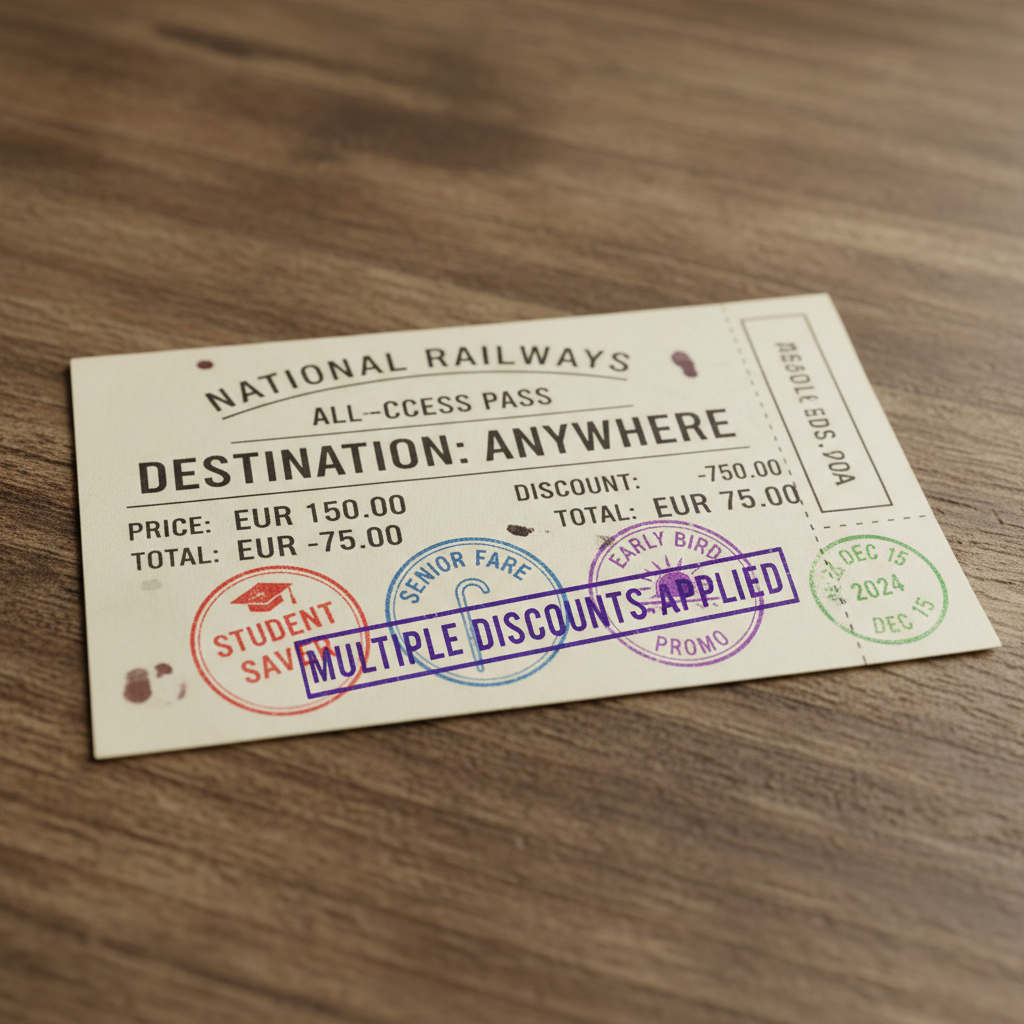 NATIONAL RAILWAYS
ALL--CCESS PASS
DESTINATION: ANYWHERE
PRICE: EUR 150.00
TOTAL: EUR -75.00
DISCOUNT: -750.00
TOTAL: EUR 75.00
STUDENT
SAVER
SENIOR FARE
EARLY BIRD
PROMO
MULTIPLE DISCOUNTS APPLIED
DEC 15
2024
DEC 15